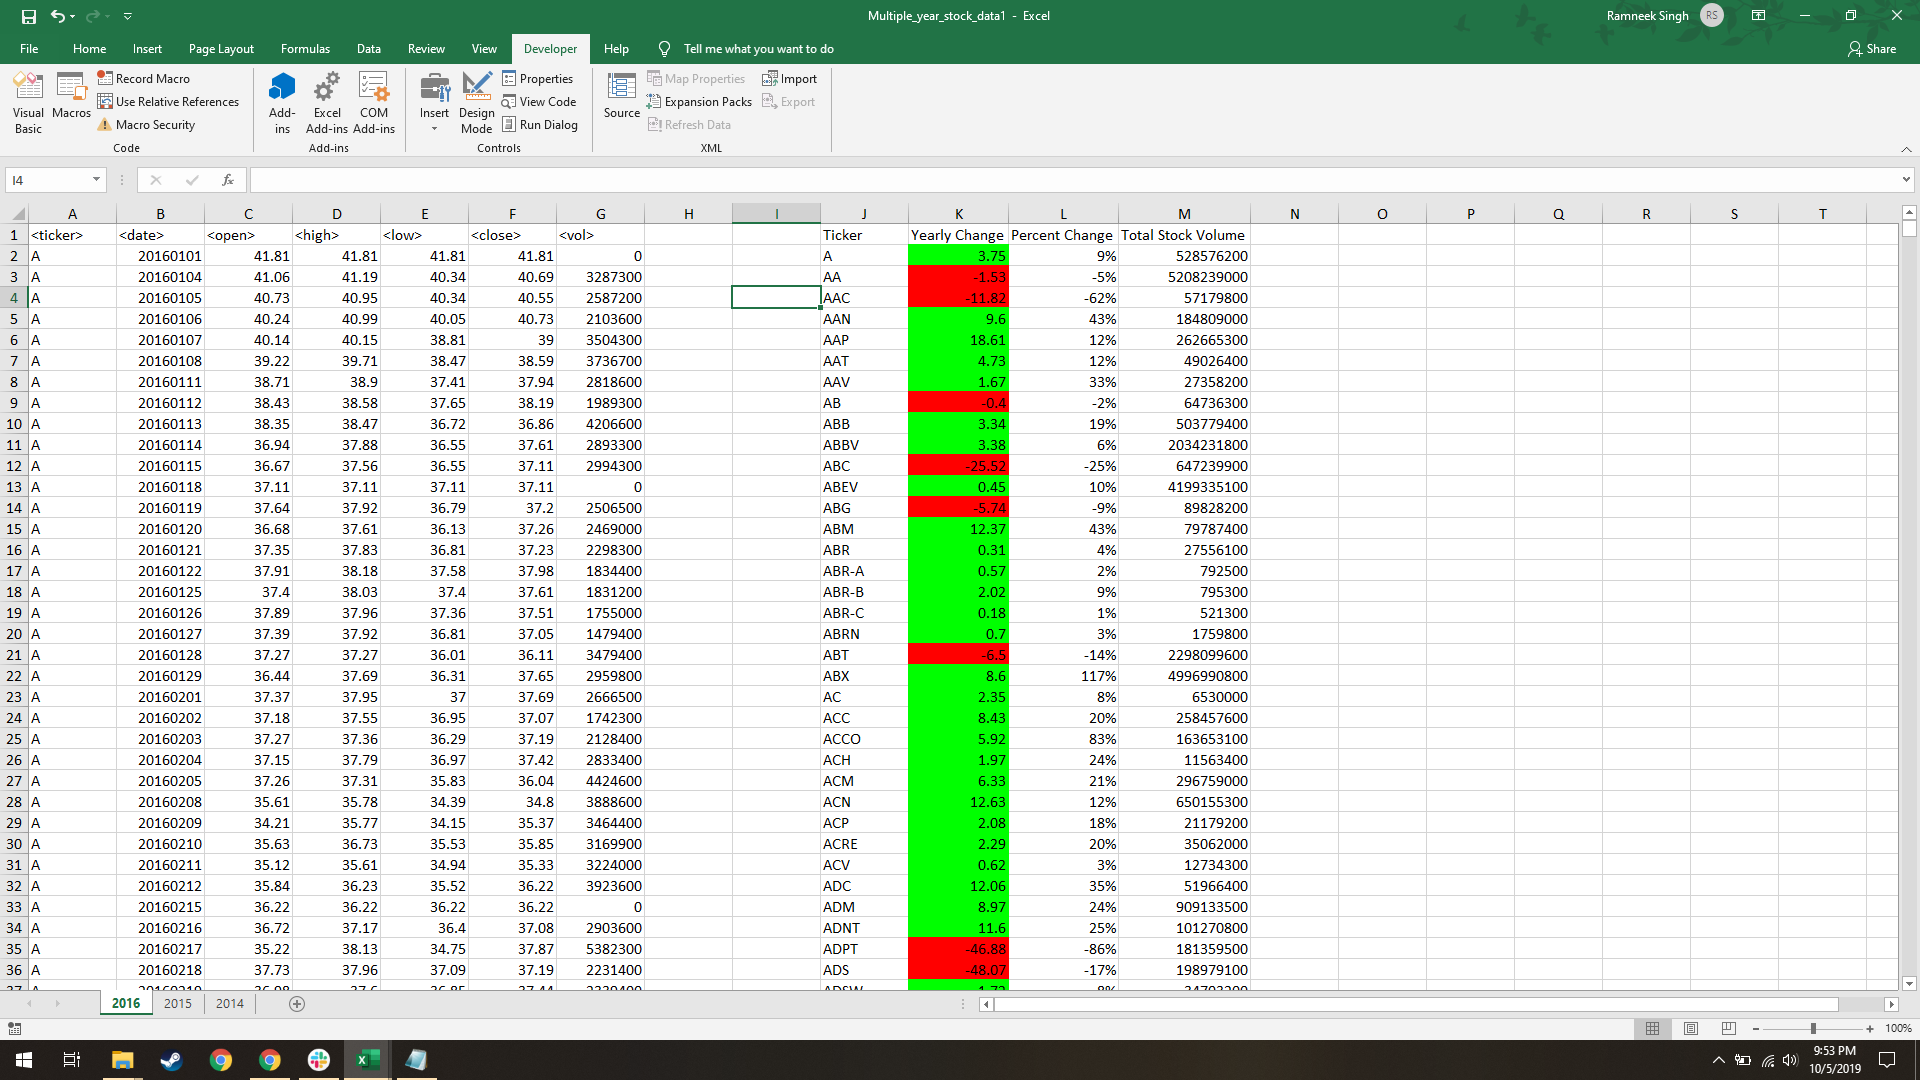 Multiple_year_stock_data1 - Excel
Ramneek Singh RS
File Home Insert Page Layout Formulas Data Review View Developer Help Tell me what you want to do Share
Visual Basic
Macros
Record Macro
Use Relative References
Macro Security
Code
Add-ins
Excel Add-ins
COM Add-ins
Add-ins
Insert
Design Mode
Properties
View Code
Run Dialog
Controls
Source
Map Properties
Expansion Packs
Refresh Data
Import
Export
XML
I4 fx
A B C D E F G H I J K L M N O P Q R S T
1 <ticker> <date> <open> <high> <low> <close> <vol> Ticker Yearly Change Percent Change Total Stock Volume
2 A 20160101 41.81 41.81 41.81 41.81 0 A 3.75 9% 528576200
3 A 20160104 41.06 41.19 40.34 40.69 3287300 AA -1.53 -5% 5208239000
4 A 20160105 40.73 40.95 40.34 40.55 2587200 AAC -11.82 -62% 57179800
5 A 20160106 40.24 40.99 40.05 40.73 2103600 AAN 9.6 43% 184809000
6 A 20160107 40.14 40.15 38.81 39 3504300 AAP 18.61 12% 262665300
7 A 20160108 39.22 39.71 38.47 38.59 3736700 AAT 4.73 12% 49026400
8 A 20160111 38.71 38.9 37.41 37.94 2818600 AAV 1.67 33% 27358200
9 A 20160112 38.43 38.58 37.65 38.19 1989300 AB -0.4 -2% 64736300
10 A 20160113 38.35 38.47 36.72 36.86 4206600 ABB 3.34 19% 503779400
11 A 20160114 36.94 37.88 36.55 37.61 2893300 ABBV 3.38 6% 2034231800
12 A 20160115 36.67 37.56 36.55 37.11 2994300 ABC -25.52 -25% 647239900
13 A 20160118 37.11 37.11 37.11 37.11 0 ABEV 0.45 10% 4199335100
14 A 20160119 37.64 37.92 36.79 37.2 2506500 ABG -5.74 -9% 89828200
15 A 20160120 36.68 37.61 36.13 37.26 2469000 ABM 12.37 43% 79787400
16 A 20160121 37.35 37.83 36.81 37.23 2298300 ABR 0.31 4% 27556100
17 A 20160122 37.91 38.18 37.58 37.98 1834400 ABR-A 0.57 2% 792500
18 A 20160125 37.4 38.03 37.4 37.61 1831200 ABR-B 2.02 9% 795300
19 A 20160126 37.89 37.96 37.36 37.51 1755000 ABR-C 0.18 1% 521300
20 A 20160127 37.39 37.92 36.81 37.05 1479400 ABRN 0.7 3% 1759800
21 A 20160128 37.27 37.27 36.01 36.11 3479400 ABT -6.5 -14% 2298099600
22 A 20160129 36.44 37.69 36.31 37.65 2959800 ABX 8.6 117% 4996990800
23 A 20160201 37.37 37.95 37 37.69 2666500 AC 2.35 8% 6530000
24 A 20160202 37.18 37.55 36.95 37.07 1742300 ACC 8.43 20% 258457600
25 A 20160203 37.27 37.36 36.29 37.19 2128400 ACCO 5.92 83% 163653100
26 A 20160204 37.15 37.79 36.97 37.42 2833400 ACH 1.97 24% 11563400
27 A 20160205 37.26 37.31 35.83 36.04 4424600 ACM 6.33 21% 296759000
28 A 20160208 35.61 35.78 34.39 34.8 3888600 ACN 12.63 12% 650155300
29 A 20160209 34.21 35.77 34.15 35.37 3464400 ACP 2.08 18% 21179200
30 A 20160210 35.63 36.73 35.53 35.85 3169900 ACRE 2.29 20% 35062000
31 A 20160211 35.12 35.61 34.94 35.33 3224000 ACV 0.62 3% 12734300
32 A 20160212 35.84 36.23 35.52 36.22 3923600 ADC 12.06 35% 51966400
33 A 20160215 36.22 36.22 36.22 36.22 0 ADM 8.97 24% 909133500
34 A 20160216 36.72 37.17 36.4 37.08 2903600 ADNT 11.6 25% 101270800
35 A 20160217 35.22 38.13 34.75 37.87 5382300 ADPT -46.88 -86% 181359500
36 A 20160218 37.73 37.96 37.09 37.19 2231400 ADS -48.07 -17% 198979100
2016 2015 2014
100%
9:53 PM
10/5/2019